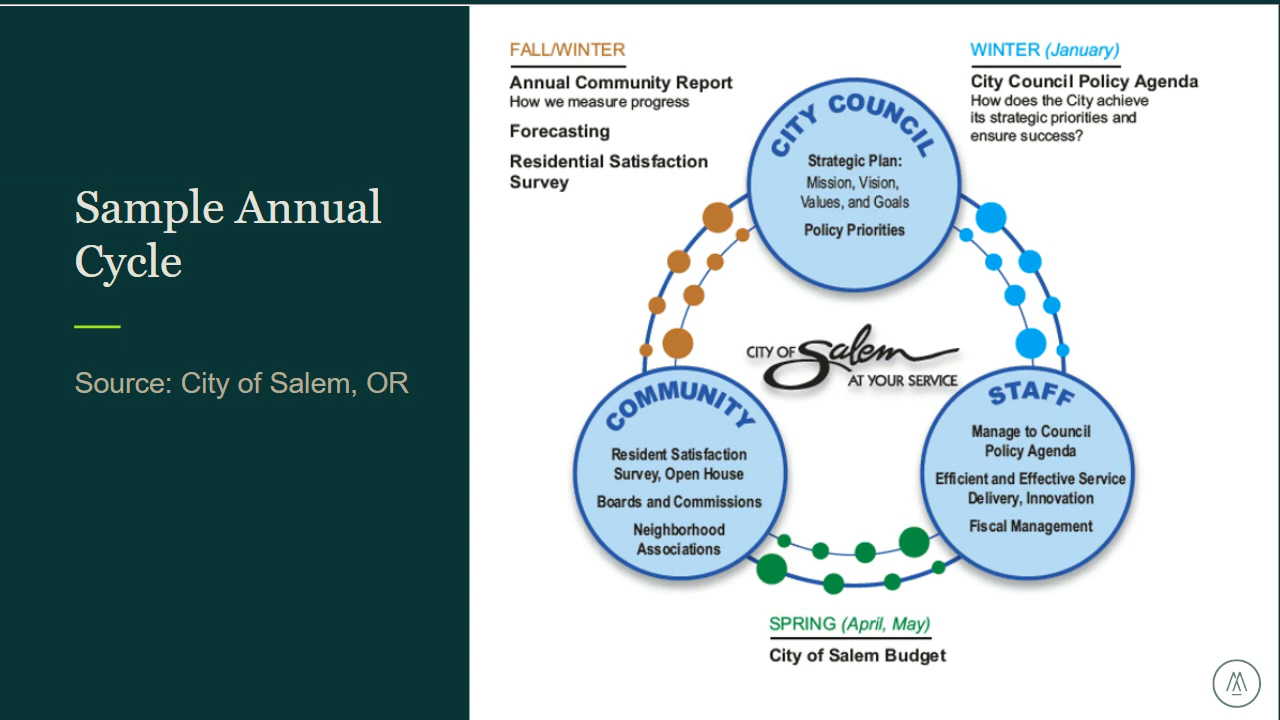 Sample Annual
Cycle
Source: City of Salem, OR
FALL/WINTER
Annual Community Report
How we measure progress
Forecasting
Residential Satisfaction
Survey
WINTER (January)
City Council Policy Agenda
How does the City achieve
its strategic priorities and
ensure success?
CITY COUNCIL
Strategic Plan:
Mission, Vision,
Values, and Goals
Policy Priorities
CITY OF Salem
AT YOUR SERVICE
COMMUNITY
Resident Satisfaction
Survey, Open House
Boards and Commissions
Neighborhood
Associations
STAFF
Manage to Council
Policy Agenda
Efficient and Effective Service
Delivery, Innovation
Fiscal Management
SPRING (April, May)
City of Salem Budget